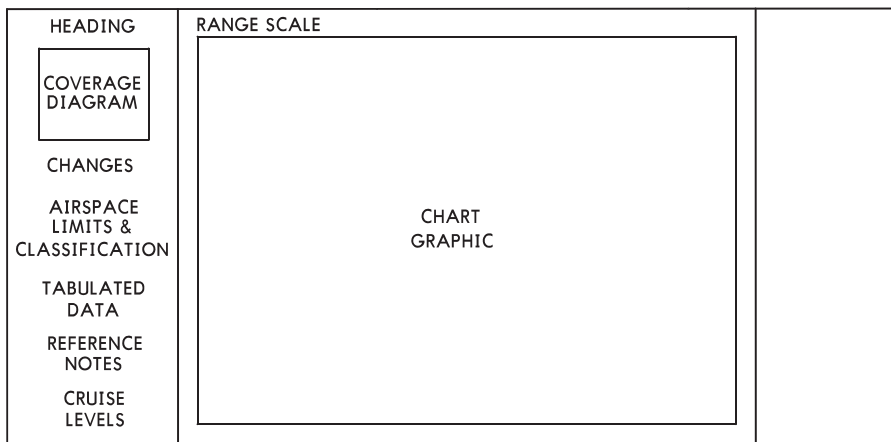 HEADING
COVERAGE
DIAGRAM
CHANGES
AIRSPACE
LIMITS &
CLASSIFICATION
TABULATED
DATA
REFERENCE
NOTES
CRUISE
LEVELS
RANGE SCALE
CHART
GRAPHIC